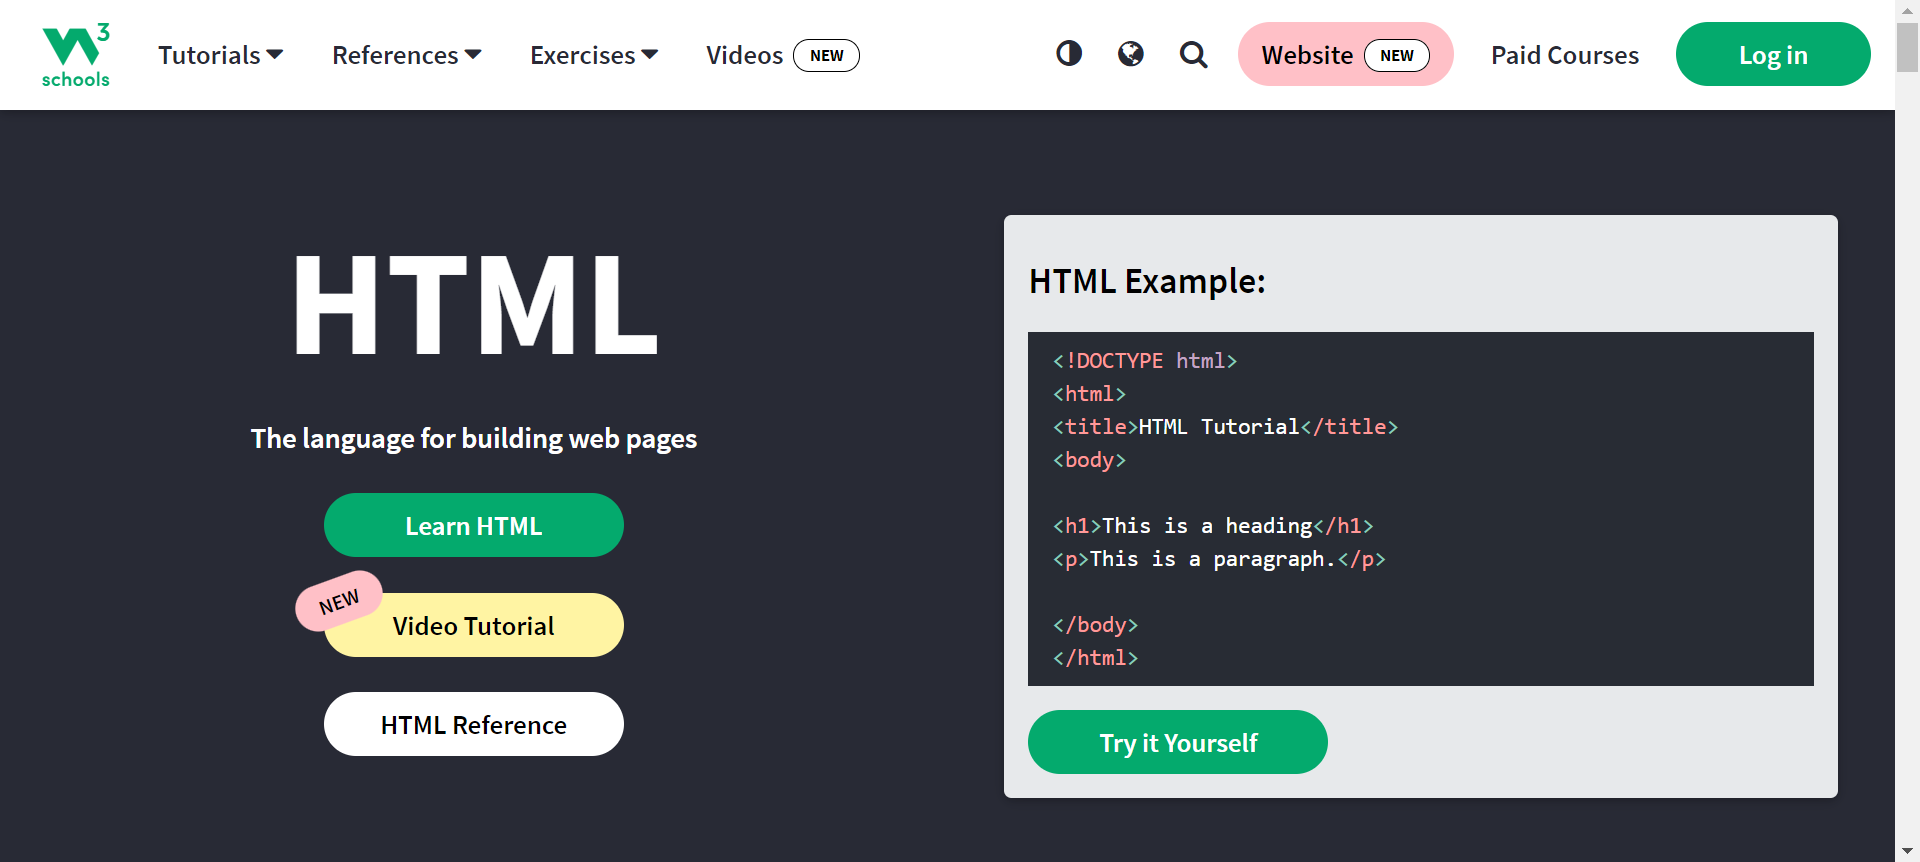 W3 schools
Tutorials References Exercises Videos NEW Website NEW Paid Courses Log in
HTML
The language for building web pages
Learn HTML
NEW
Video Tutorial
HTML Reference
HTML Example:
<!DOCTYPE html>
<html>
<title>HTML Tutorial</title>
<body>
<h1>This is a heading</h1>
<p>This is a paragraph.</p>
</body>
</html>
Try it Yourself